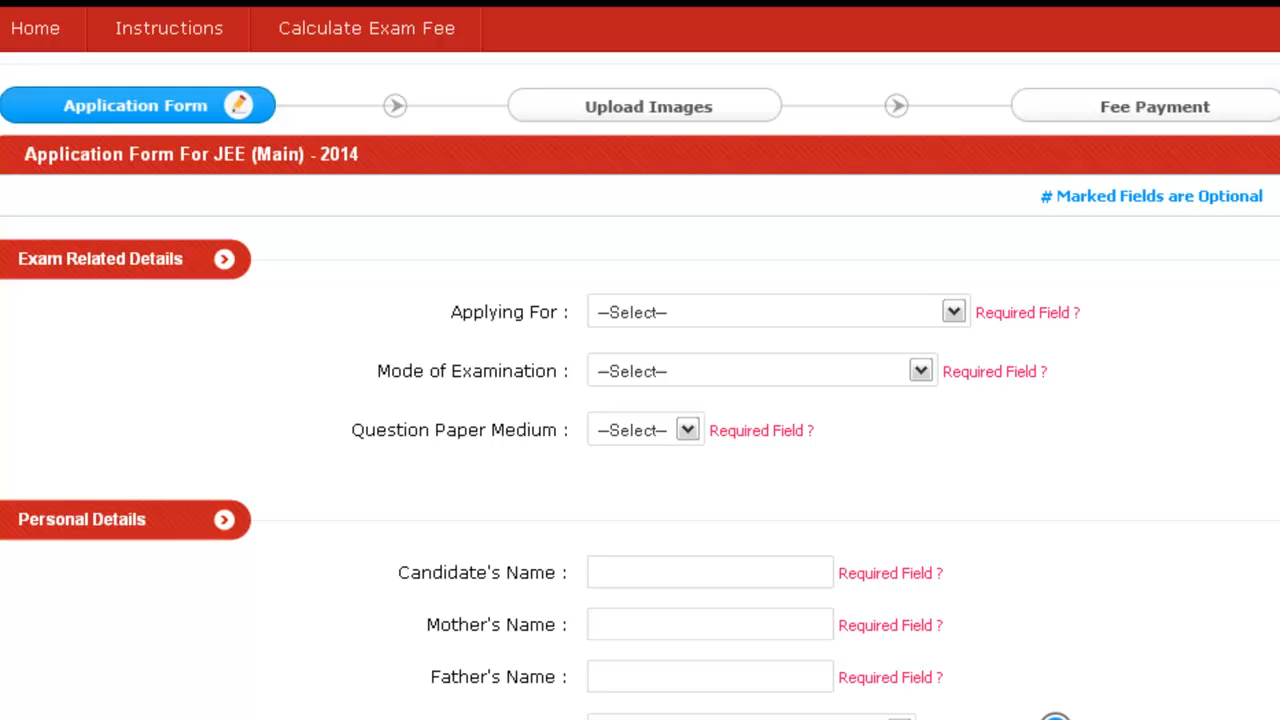 Home Instructions Calculate Exam Fee
Application Form Upload Images Fee Payment
Application Form For JEE (Main) - 2014
# Marked Fields are Optional
Exam Related Details
Applying For : --Select-- Required Field ?
Mode of Examination : --Select-- Required Field ?
Question Paper Medium : --Select-- Required Field ?
Personal Details
Candidate's Name : Required Field ?
Mother's Name : Required Field ?
Father's Name : Required Field ?